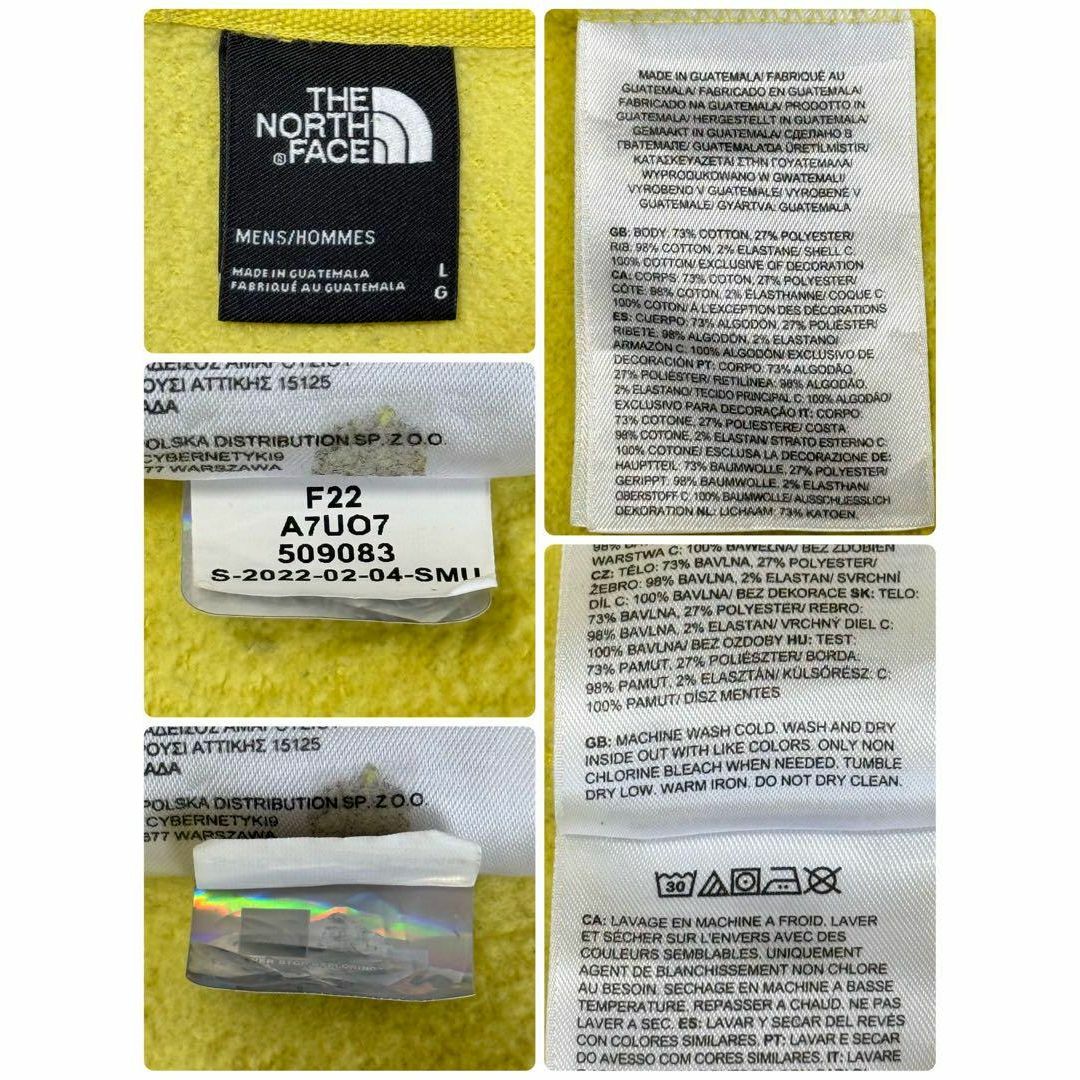 THE
NORTH
FACE
®
MENS/HOMMES
MADE IN GUATEMALA L
FABRIQUÉ AU GUATEMALA G
ΟΥΣΙ ΑΤΤΙΚΗΣ 15125
POLSKA DISTRIBUTION SP. Z O.O.
CYBERNETYKI9
77 WARSZAWA
F22
A7UO7
509083
S-2022-02-04-SMU
ΡΟΥΣΙ ΑΤΤΙΚΗΣ 15125
POLSKA DISTRIBUTION SP. Z O.O.
CYBERNETYKI9
877 WARSZAWA
MADE IN GUATEMALA/ FABRIQUÉ AU
GUATEMALA/ FABRICADO EN GUATEMALA/
FABRICADO NA GUATEMALA/ PRODOTTO IN
GUATEMALA/ HERGESTELLT IN GUATEMALA/
GEMAAKT IN GUATEMALA/ СДЕЛАНО В
ГВАТЕМАЛЕ/ GUATEMALA'DA ÜRETILMİSTİR/
ΚΑΤΑΣΚΕΥΑΖΕΤΑΙ ΣΤΗΝ ΓΟΥΑΤΕΜΑΛΑ/
WYPRODUKOWANO W GWATEMALI/
VYROBENO V GUATEMALE/ VYROBENÉ V
GUATEMALE/ GYÁRTVA: GUATEMALA
GB: BODY: 73% COTTON, 27% POLYESTER/
RIB: 98% COTTON, 2% ELASTANE/ SHELL C:
100% COTTON/ EXCLUSIVE OF DECORATION
CA: CORPS: 73% COTON, 27% POLYESTER/
CÔTE: 98% COTON, 2% ELASTHANNE/ COQUE C:
100% COTON/ A L'EXCEPTION DES DÉCORATIONS
ES: CUERPO: 73% ALGODÓN, 27% POLIÉSTER/
RIBETE: 98% ALGODÓN, 2% ELASTANO/
ARMAZÓN C: 100% ALGODÓN/ EXCLUSIVO DE
DECORACIÓN PT: CORPO: 73% ALGODÃO,
27% POLIÉSTER/ RETILINEA: 98% ALGODÃO,
2% ELASTANO/ TECIDO PRINCIPAL C: 100% ALGODÃO/
EXCLUSIVO PARA DECORAÇÃO IT: CORPO:
73% COTONE, 27% POLIESTERE/ COSTA:
98% COTONE, 2% ELASTAN/ STRATO ESTERNO C:
100% COTONE/ ESCLUSA LA DECORAZIONE DE:
HAUPTTEIL: 73% BAUMWOLLE, 27% POLYESTER/
GERIPPT: 98% BAUMWOLLE, 2% ELASTHAN/
OBERSTOFF C: 100% BAUMWOLLE/ AUSSCHLIESSLICH
DEKORATION NL: LICHAAM: 73% KATOEN,
WARSTWA C: 100% BAWEŁNA/ BEZ ZDOBIEŃ
CZ: TĚLO: 73% BAVLNA, 27% POLYESTER/
ŽEBRO: 98% BAVLNA, 2% ELASTAN/ SVRCHNÍ
DÍL C: 100% BAVLNA/ BEZ DEKORACE SK: TELO:
73% BAVLNA, 27% POLYESTER/ REBRO:
98% BAVLNA, 2% ELASTAN/ VRCHNÝ DIEL C:
100% BAVLNA/ BEZ OZDOBY HU: TEST:
73% PAMUT, 27% POLIÉSZTER/ BORDA:
98% PAMUT, 2% ELASZTÁN/ KÜLSŐRÉSZ: C:
100% PAMUT/ DÍSZ MENTES
GB: MACHINE WASH COLD. WASH AND DRY
INSIDE OUT WITH LIKE COLORS. ONLY NON
CHLORINE BLEACH WHEN NEEDED. TUMBLE
DRY LOW. WARM IRON. DO NOT DRY CLEAN.
30
CA: LAVAGE EN MACHINE A FROID. LAVER
ET SÉCHER SUR L'ENVERS AVEC DES
COULEURS SEMBLABLES. UNIQUEMENT
AGENT DE BLANCHISSEMENT NON CHLORE
AU BESOIN. SECHAGE EN MACHINE A BASSE
TEMPERATURE. REPASSER A CHAUD. NE PAS
LAVER A SEC. ES: LAVAR Y SECAR DEL REVÉS
CON COLORES SIMILARES. PT: LAVAR E SECAR
DO AVESSO COM CORES SIMILARES. IT: LAVARE